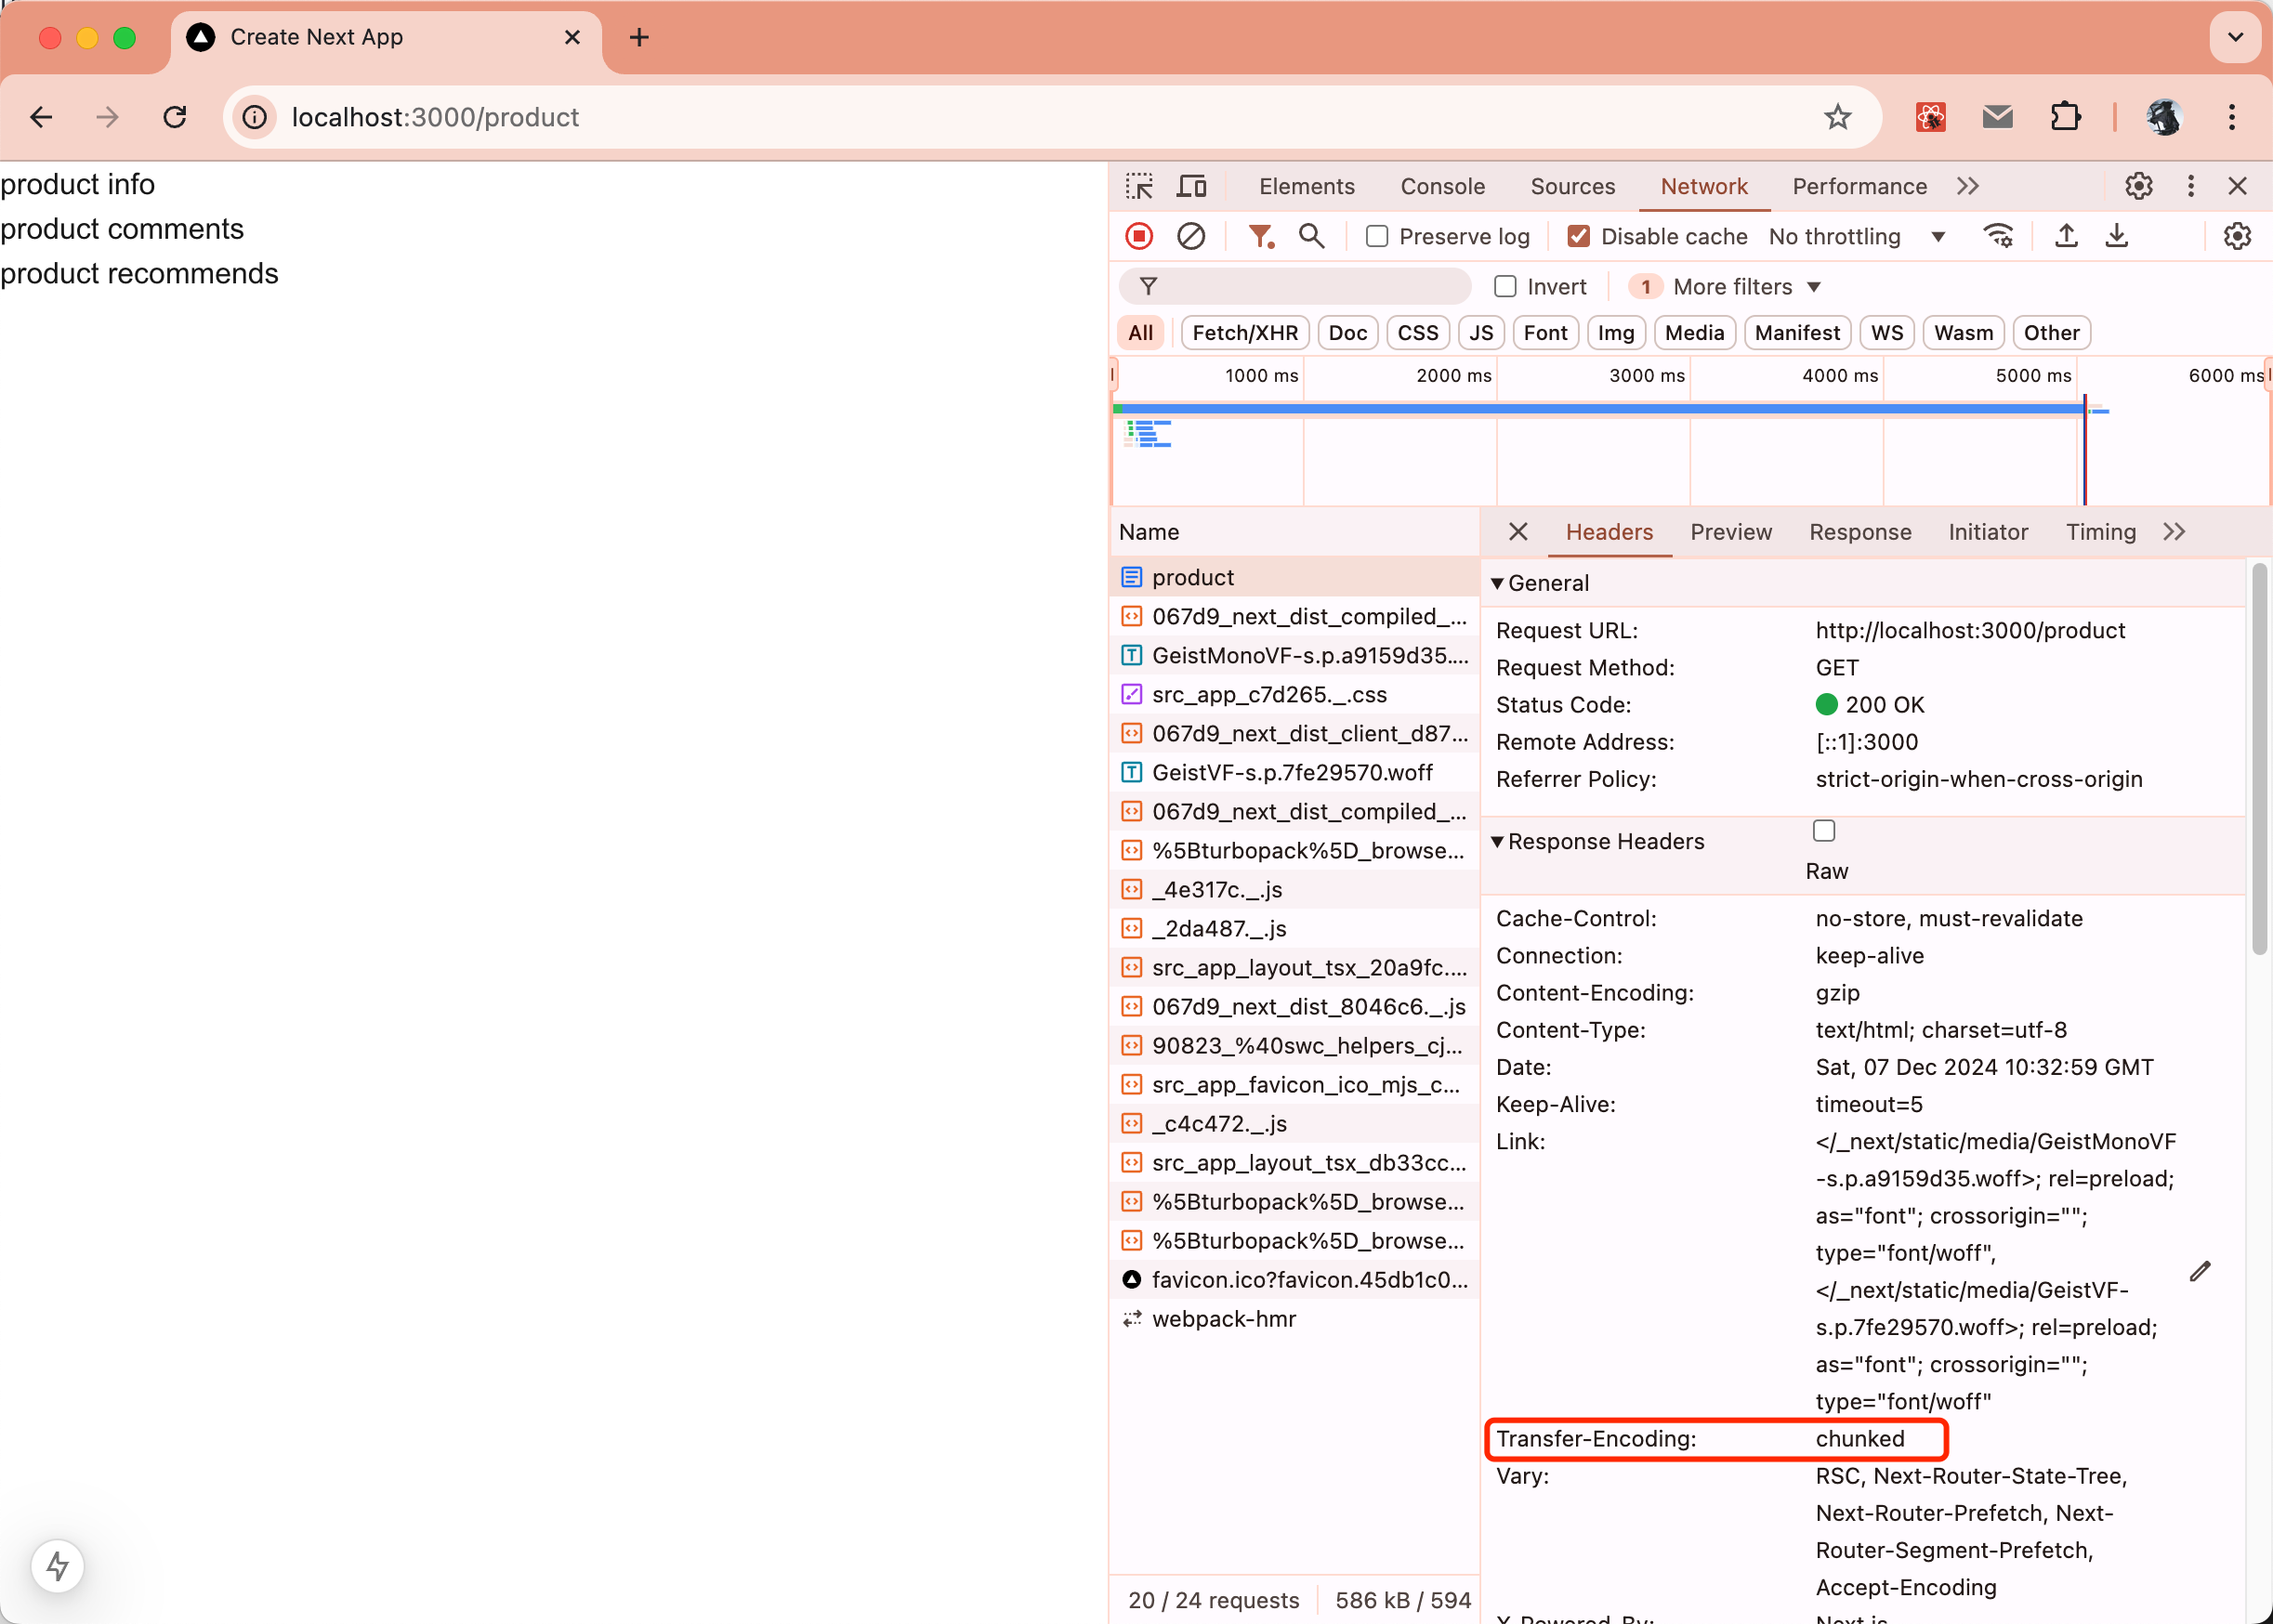 Create Next App
localhost:3000/product
product info
product comments
product recommends
Elements Console Sources Network Performance
Preserve log Disable cache No throttling
Invert 1 More filters
All Fetch/XHR Doc CSS JS Font Img Media Manifest WS Wasm Other
1000 ms 2000 ms 3000 ms 4000 ms 5000 ms 6000 ms
Name
product
067d9_next_dist_compiled_...
GeistMonoVF-s.p.a9159d35....
src_app_c7d265._.css
067d9_next_dist_client_d87...
GeistVF-s.p.7fe29570.woff
067d9_next_dist_compiled_...
%5Bturbopack%5D_browse...
_4e317c._.js
_2da487._.js
src_app_layout_tsx_20a9fc....
067d9_next_dist_8046c6._.js
90823_%40swc_helpers_cj...
src_app_favicon_ico_mjs_c...
_c4c472._.js
src_app_layout_tsx_db33cc...
%5Bturbopack%5D_browse...
%5Bturbopack%5D_browse...
favicon.ico?favicon.45db1c0...
webpack-hmr
20 / 24 requests 586 kB / 594
Headers Preview Response Initiator Timing
General
Request URL: http://localhost:3000/product
Request Method: GET
Status Code: 200 OK
Remote Address: [::1]:3000
Referrer Policy: strict-origin-when-cross-origin
Response Headers
Raw
Cache-Control: no-store, must-revalidate
Connection: keep-alive
Content-Encoding: gzip
Content-Type: text/html; charset=utf-8
Date: Sat, 07 Dec 2024 10:32:59 GMT
Keep-Alive: timeout=5
Link: </_next/static/media/GeistMonoVF
-s.p.a9159d35.woff>; rel=preload;
as="font"; crossorigin="";
type="font/woff",
</_next/static/media/GeistVF-
s.p.7fe29570.woff>; rel=preload;
as="font"; crossorigin="";
type="font/woff"
Transfer-Encoding: chunked
Vary: RSC, Next-Router-State-Tree,
Next-Router-Prefetch, Next-
Router-Segment-Prefetch,
Accept-Encoding
X-Powered-By: Next.js